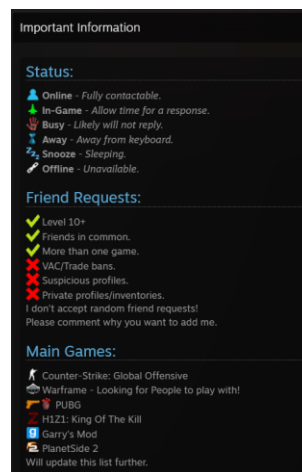 Important Information
Status:
Online - Fully contactable.
In-Game - Allow time for a response.
Busy - Likely will not reply.
Away - Away from keyboard.
Snooze - Sleeping.
Offline - Unavailable.
Friend Requests:
Level 10+
Friends in common.
More than one game.
VAC/Trade bans.
Suspicious profiles.
Private profiles/inventories.
I don't accept random friend requests!
Please comment why you want to add me.
Main Games:
Counter-Strike: Global Offensive
Warframe - Looking for People to play with!
PUBG
Z H1Z1: King Of The Kill
g Garry's Mod
PlanetSide 2
Will update this list further.